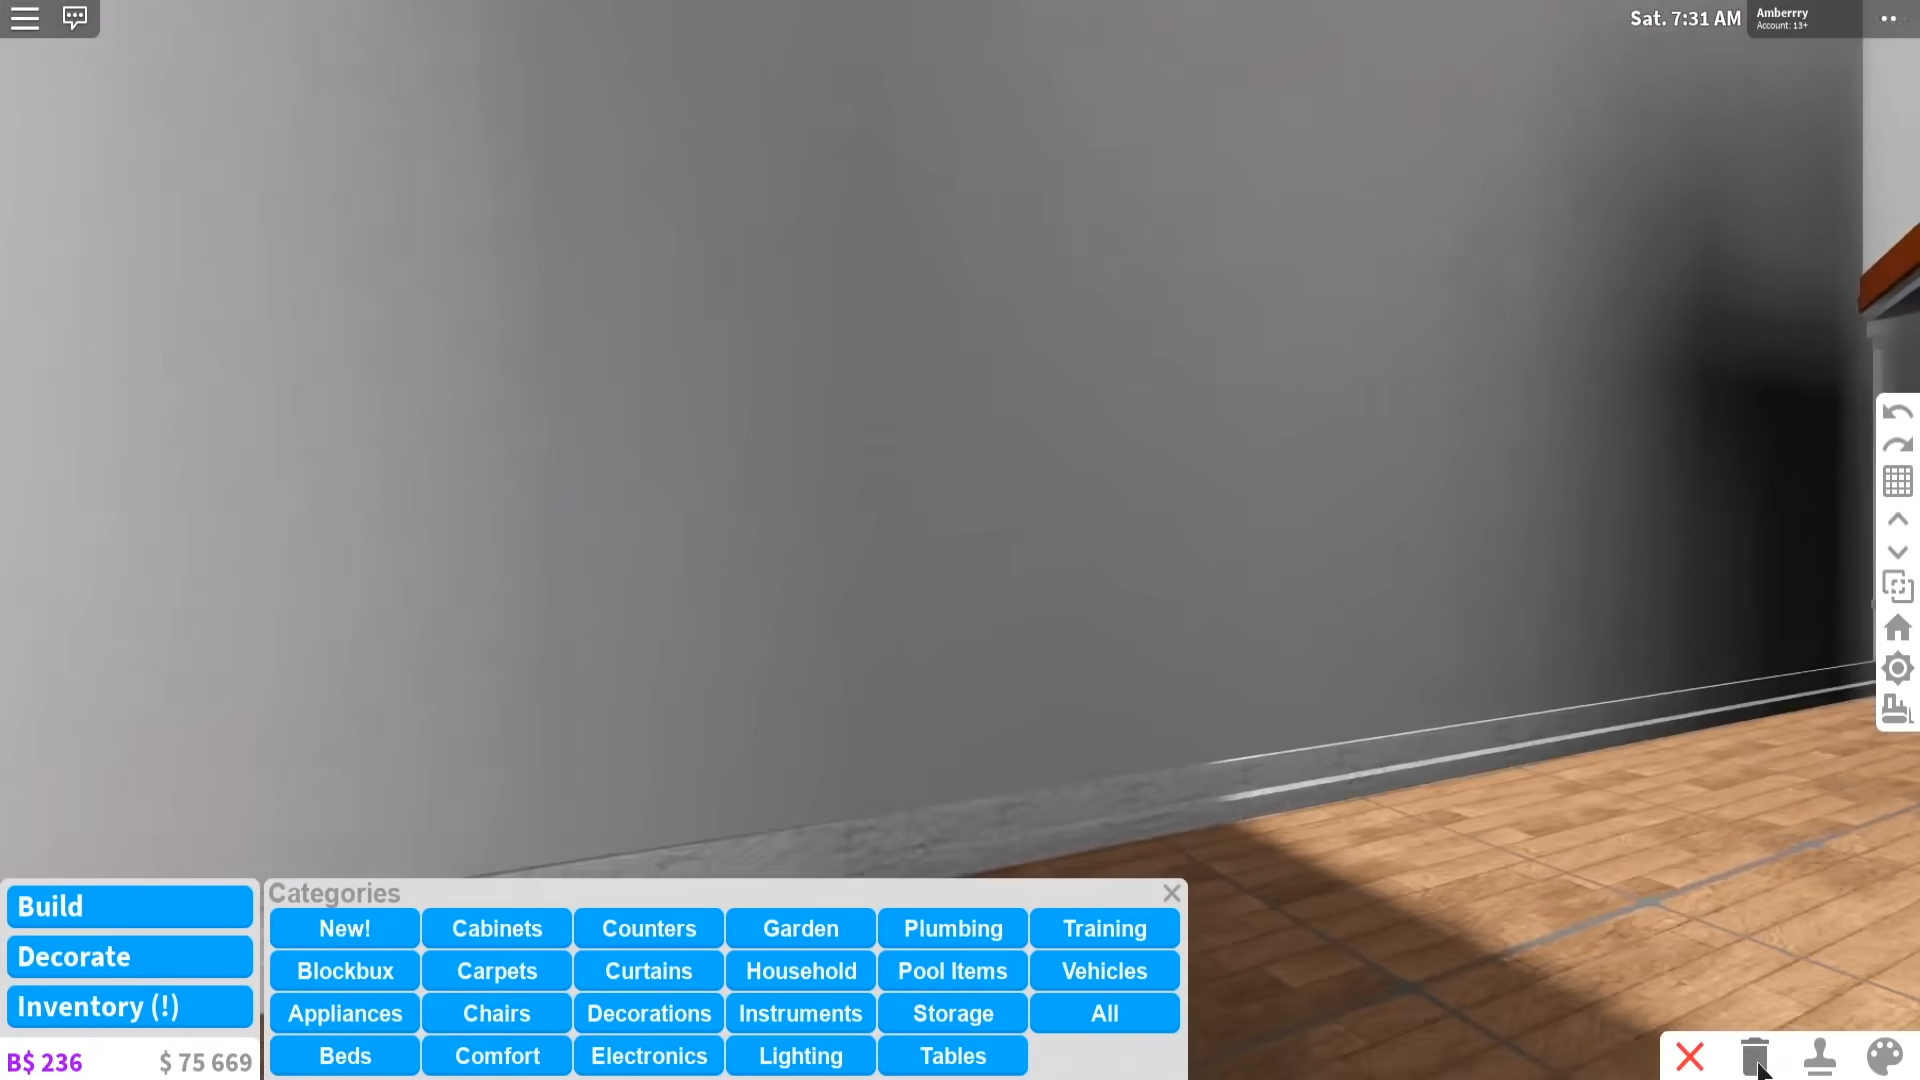 Sat. 7:31 AM
Amberrry
Account: 13+
Build
Decorate
Inventory (!)
B$ 236
$ 75 669
Categories
New! Cabinets Counters Garden Plumbing Training
Blockbux Carpets Curtains Household Pool Items Vehicles
Appliances Chairs Decorations Instruments Storage All
Beds Comfort Electronics Lighting Tables